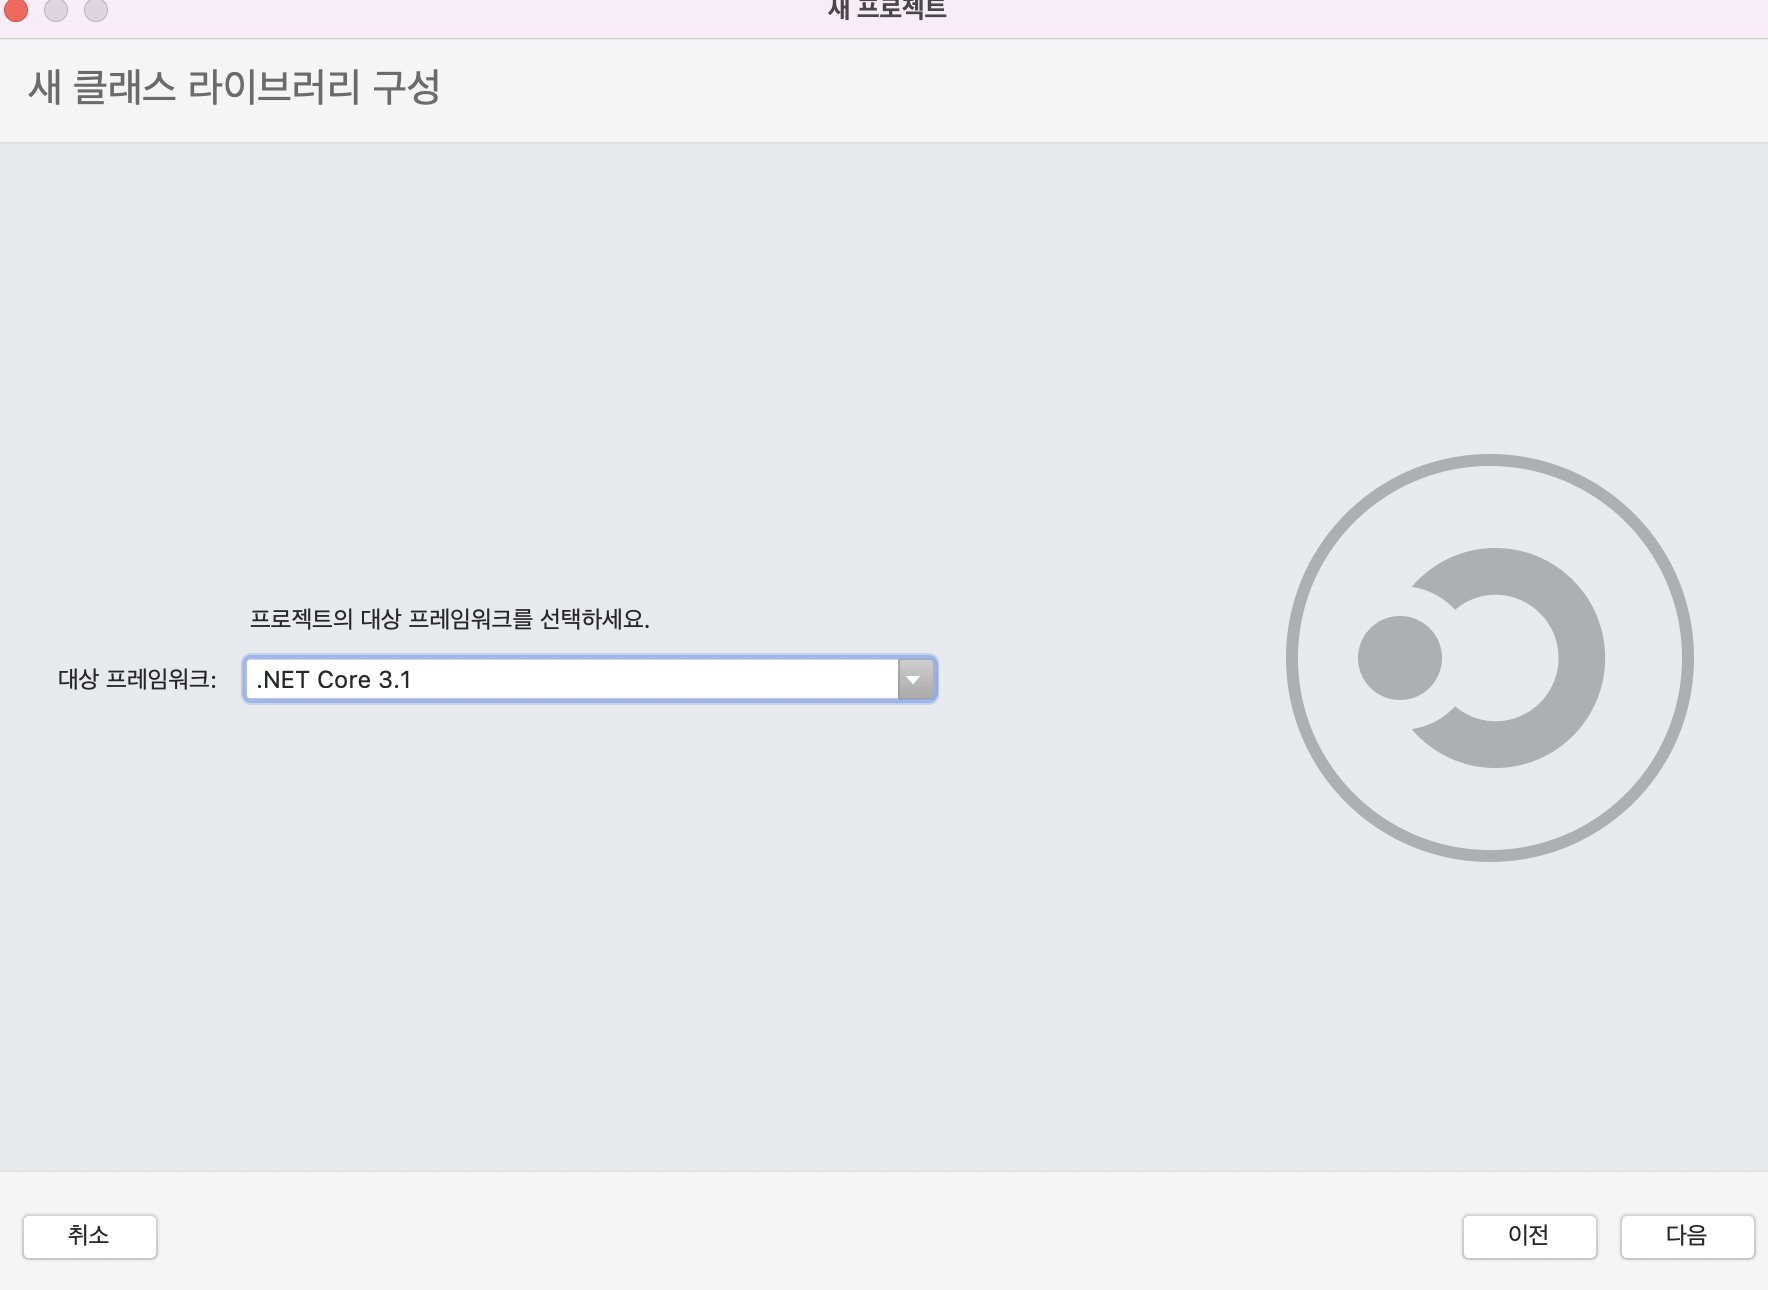 새 프로젝트
새 클래스 라이브러리 구성
프로젝트의 대상 프레임워크를 선택하세요.
대상 프레임워크: .NET Core 3.1
취소 이전 다음